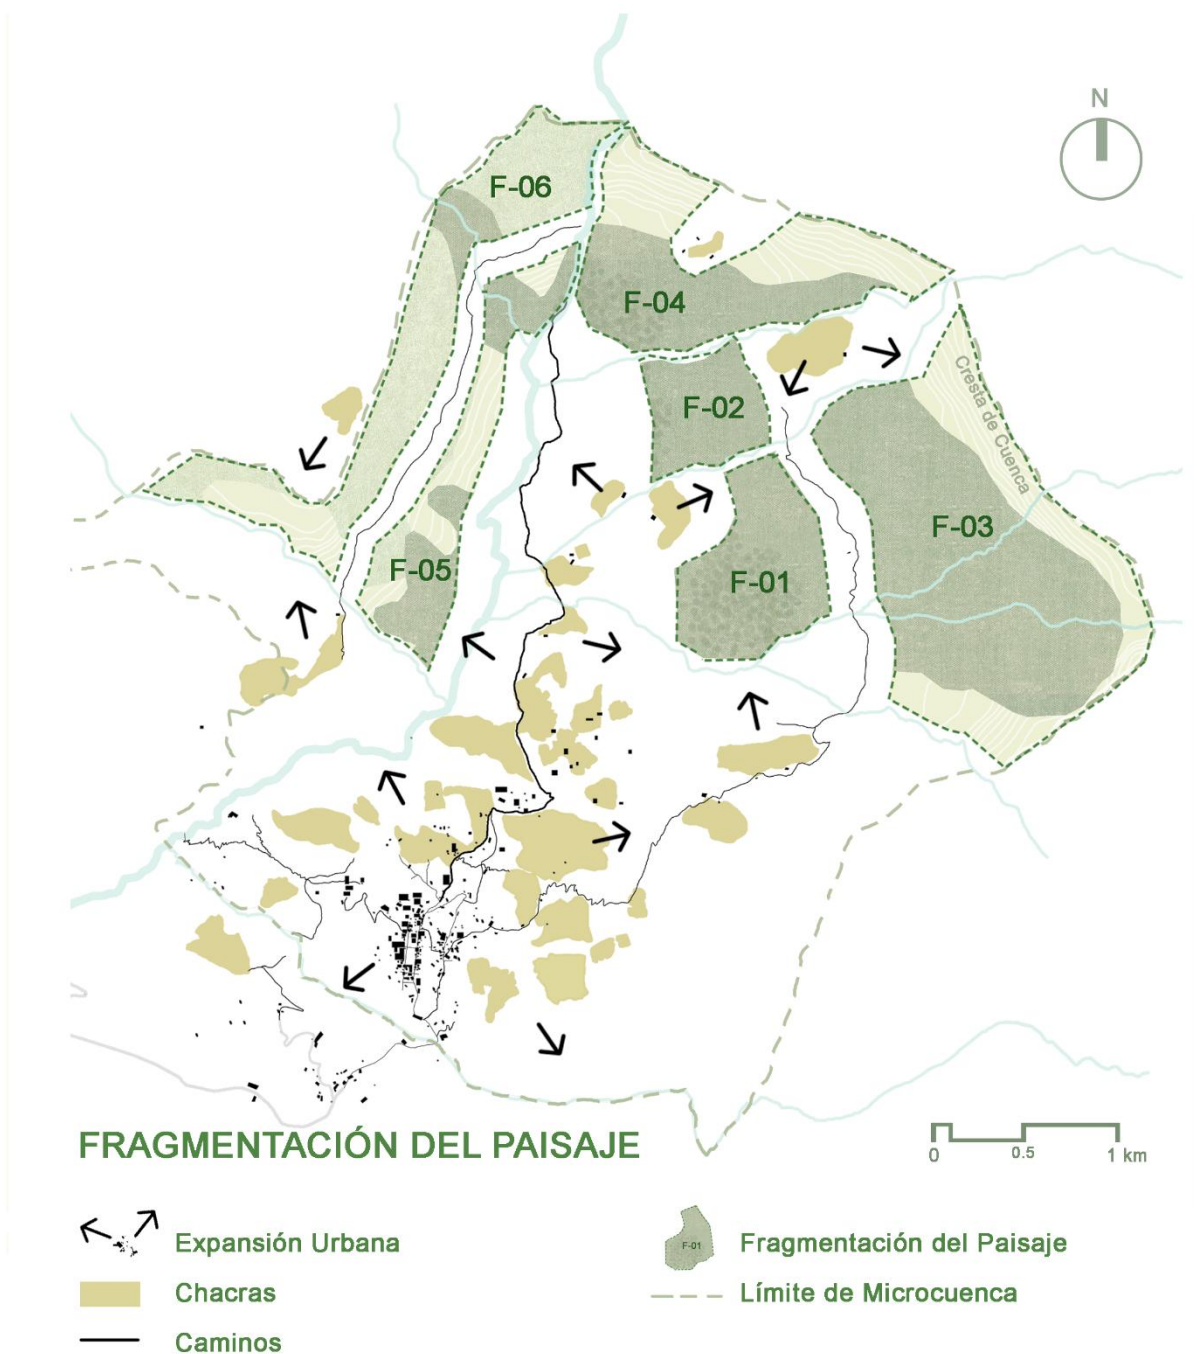 N
F-06
F-04
F-02
Cresta de Cuenca
F-03
F-05
F-01
FRAGMENTACIÓN DEL PAISAJE
0
0.5
1 km
Expansión Urbana
F-01
Fragmentación del Paisaje
Chacras
Límite de Microcuenca
Caminos